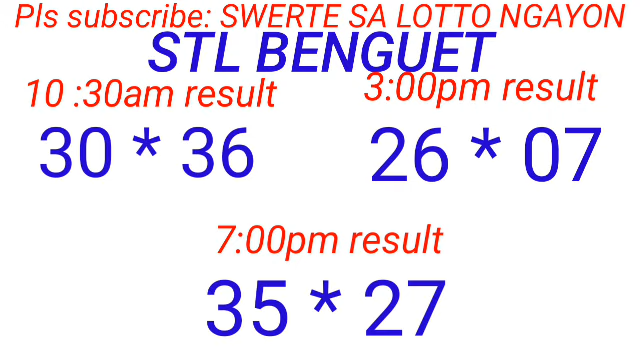 Pls subscribe: SWERTE SA LOTTO NGAYON
STL BENGUET
10 :30am result
30 * 36
3:00pm result
26 * 07
7:00pm result
35 * 27